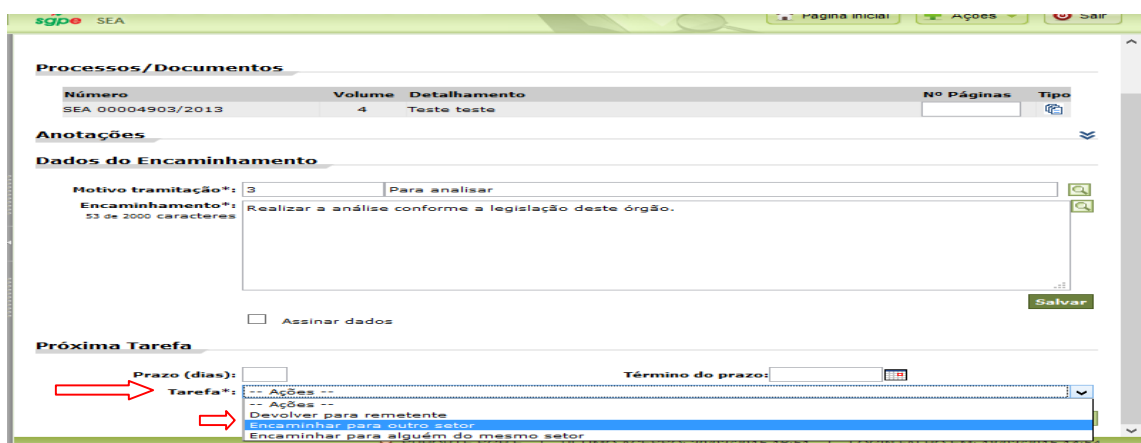 sgpe SEA Página inicial Ações Sair
Processos/Documentos
Número Volume Detalhamento Nº Páginas Tipo
SEA 00004903/2013 4 Teste teste
Anotações
Dados do Encaminhamento
Motivo tramitação*: 3 Para analisar
Encaminhamento*: Realizar a análise conforme a legislação deste órgão.
53 de 2000 caracteres
Salvar
Assinar dados
Próxima Tarefa
Prazo (dias): Término do prazo:
Tarefa*: -- Ações --
-- Ações --
Devolver para remetente
Encaminhar para outro setor
Encaminhar para alguém do mesmo setor